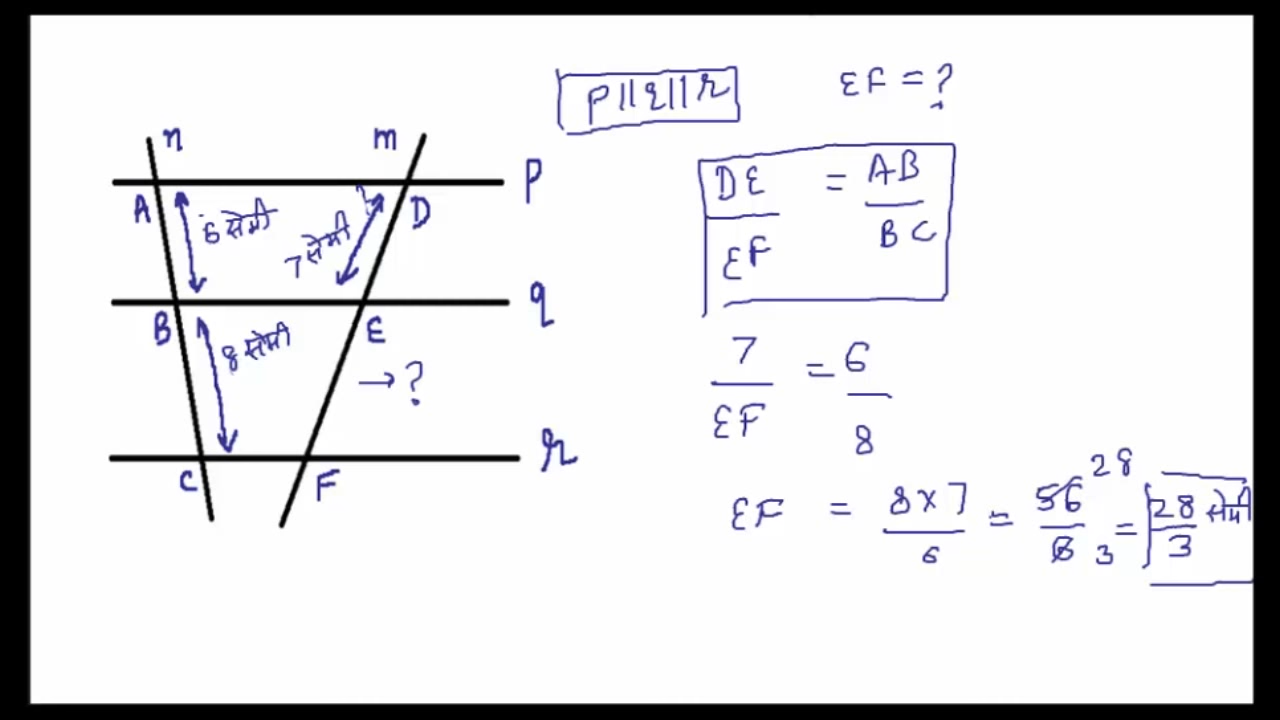 P || q || r
EF = ?
n
m
P
A
D
6 सेमी
7 सेमी
DE/EF = AB/BC
q
B
E
8 सेमी
→ ?
7/EF = 6/8
r
C
F
EF = 8×7/6 = 56/6 28/3 = 28/3 सेमी